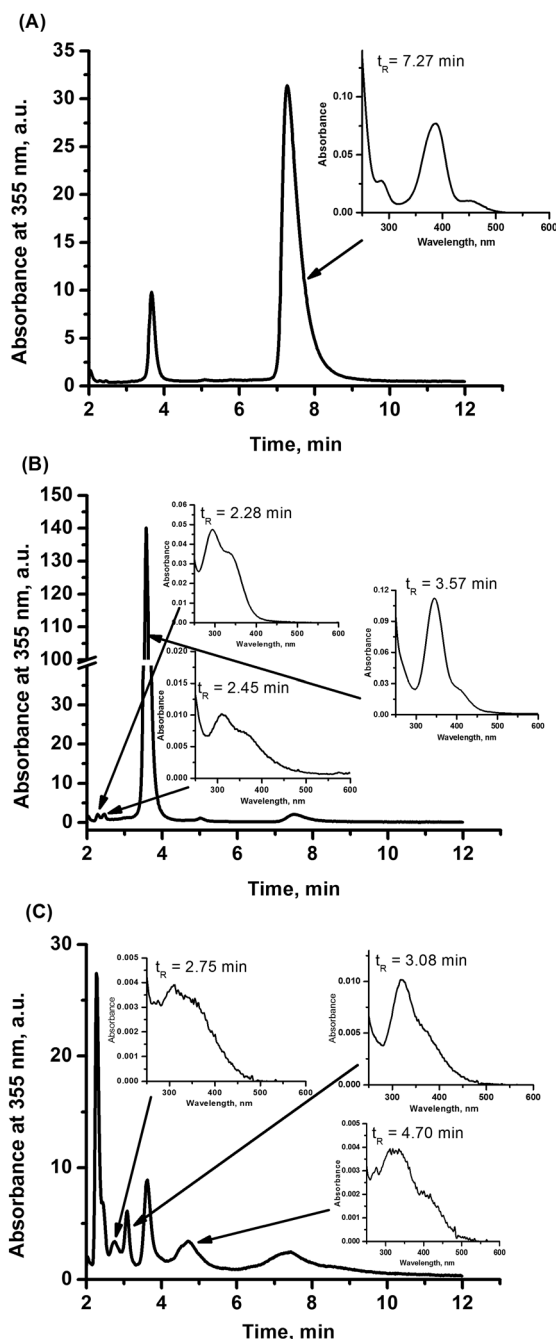 (A)
Absorbance at 355 nm, a.u.
35
30
25
20
15
10
5
0
2 4 6 8 10 12
Time, min
tR = 7.27 min
Absorbance
0.10
0.05
0.00
300 400 500 600
Wavelength, nm
(B)
Absorbance at 355 nm, a.u.
150
140
130
120
110
100
40
30
20
10
0
2 4 6 8 10 12
Time, min
tR = 2.28 min
Absorbance
0.06
0.05
0.04
0.03
0.02
0.01
0.00
300 400 500 600
Wavelength, nm
tR = 2.45 min
Absorbance
0.020
0.015
0.010
0.005
0.000
300 400 500 600
Wavelength, nm
tR = 3.57 min
Absorbance
0.12
0.09
0.06
0.03
0.00
300 400 500 600
Wavelength, nm
(C)
Absorbance at 355 nm, a.u.
30
20
10
0
2 4 6 8 10 12
Time, min
tR = 2.75 min
Absorbance
0.005
0.004
0.003
0.002
0.001
0.000
300 400 500 600
Wavelength, nm
tR = 3.08 min
Absorbance
0.010
0.005
0.000
300 400 500 600
Wavelength, nm
tR = 4.70 min
Absorbance
0.005
0.004
0.003
0.002
0.001
0.000
300 400 500 600
Wavelength, nm